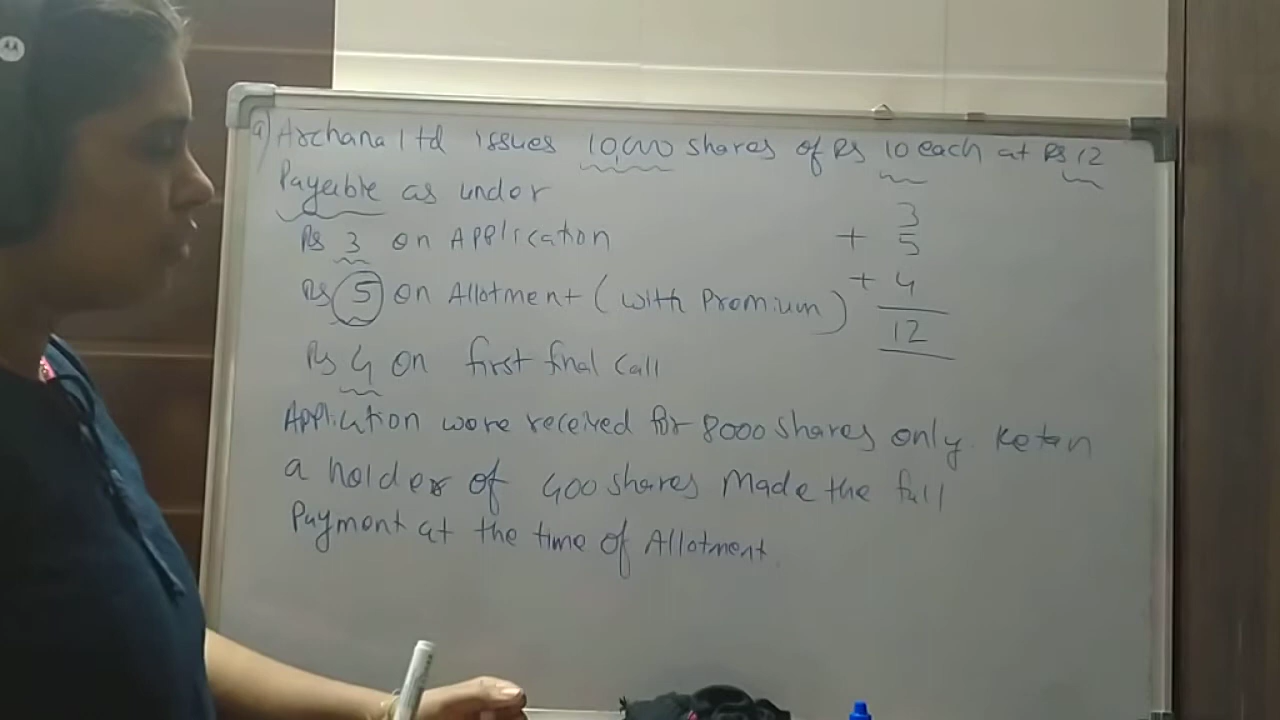 Q) Archana ltd issues 10,000 shares of Rs 10 each at Rs 12
Payeble as under
Rs 3 on Application
Rs 5 on Allotment (with Premium)
Rs 4 on first final call
Application were received for 8000 shares only. Ketan
a holder of 400 shares Made the full
Payment at the time of Allotment.
3
+ 5
+ 4
12